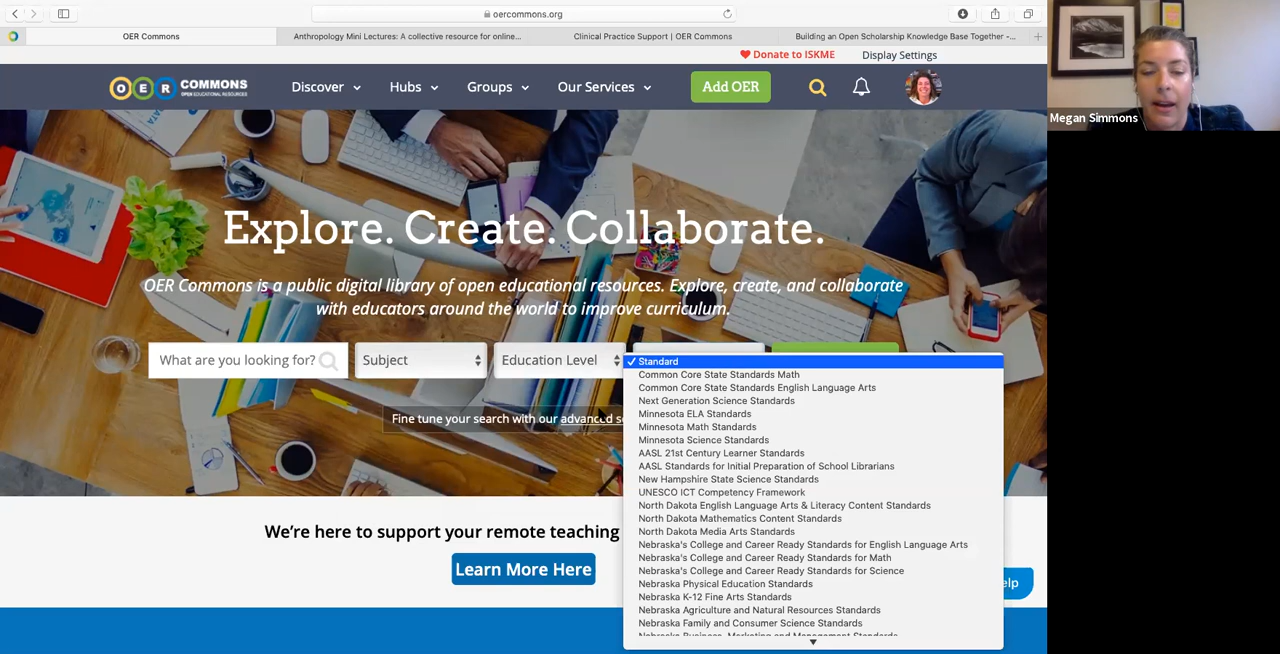 oercommons.org
OER Commons
Anthropology Mini Lectures: A collective resource for online...
Clinical Practice Support | OER Commons
Building an Open Scholarship Knowledge Base Together -...
Donate to ISKME
Display Settings
OER COMMONS
OPEN EDUCATIONAL RESOURCES
Discover
Hubs
Groups
Our Services
Add OER
Megan Simmons
Explore. Create. Collaborate.
OER Commons is a public digital library of open educational resources. Explore, create, and collaborate
with educators around the world to improve curriculum.
What are you looking for?
Subject
Education Level
Standard
Common Core State Standards Math
Common Core State Standards English Language Arts
Next Generation Science Standards
Minnesota ELA Standards
Minnesota Math Standards
Minnesota Science Standards
AASL 21st Century Learner Standards
AASL Standards for Initial Preparation of School Librarians
New Hampshire State Science Standards
UNESCO ICT Competency Framework
North Dakota English Language Arts & Literacy Content Standards
North Dakota Mathematics Content Standards
North Dakota Media Arts Standards
Nebraska's College and Career Ready Standards for English Language Arts
Nebraska's College and Career Ready Standards for Math
Nebraska's College and Career Ready Standards for Science
Nebraska Physical Education Standards
Nebraska K-12 Fine Arts Standards
Nebraska Agriculture and Natural Resources Standards
Nebraska Family and Consumer Science Standards
Nebraska Business, Marketing and Management Standards
Fine tune your search with our advanced se
We're here to support your remote teaching
Learn More Here
elp